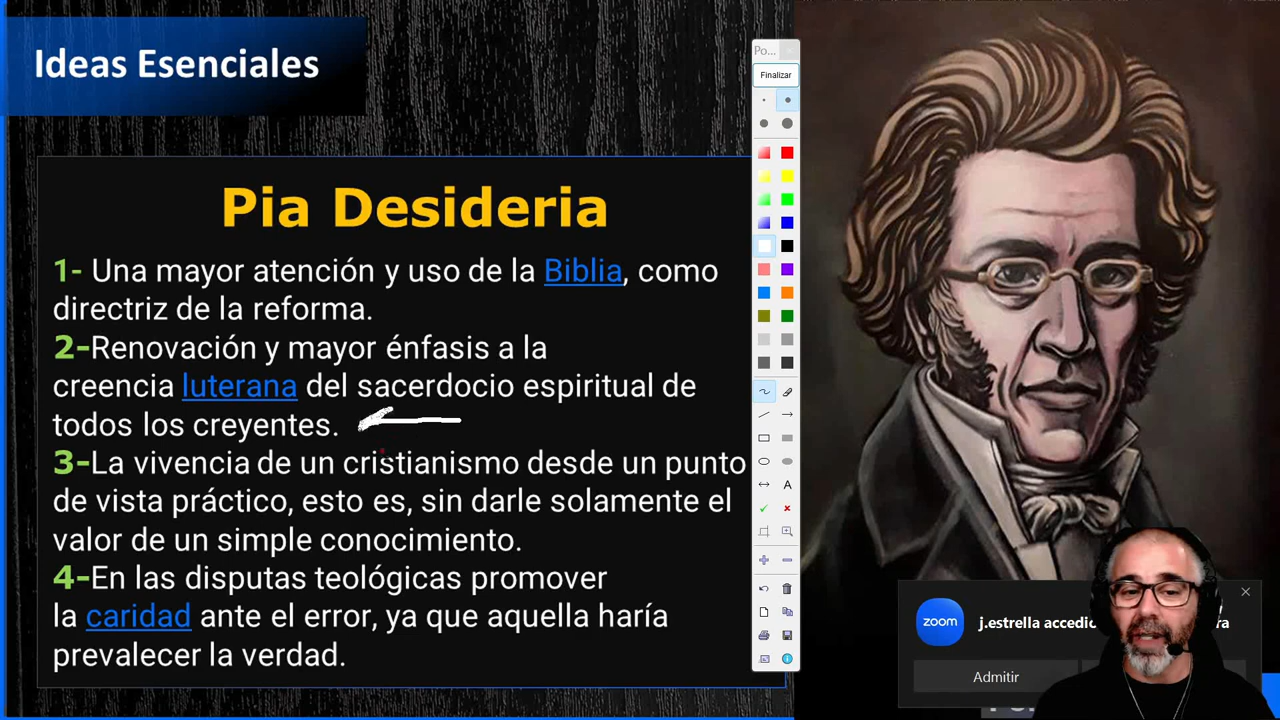 Ideas Esenciales
Po...
Finalizar
Pia Desideria
1- Una mayor atención y uso de la Biblia, como
directriz de la reforma.
2-Renovación y mayor énfasis a la
creencia luterana del sacerdocio espiritual de
todos los creyentes.
3-La vivencia de un cristianismo desde un punto
de vista práctico, esto es, sin darle solamente el
valor de un simple conocimiento.
4-En las disputas teológicas promover
la caridad ante el error, ya que aquella haría
prevalecer la verdad.
A
zoom
j.estrella
Admitir